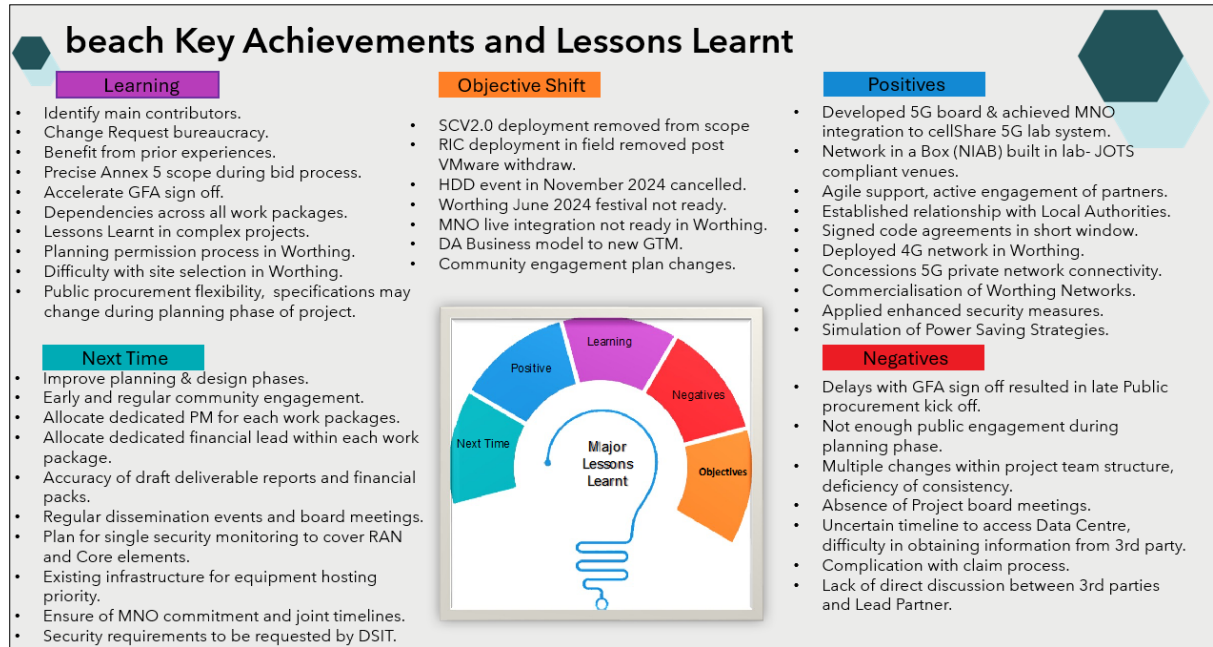 beach Key Achievements and Lessons Learnt
Learning
• Identify main contributors.
• Change Request bureaucracy.
• Benefit from prior experiences.
• Precise Annex 5 scope during bid process.
• Accelerate GFA sign off.
• Dependencies across all work packages.
• Lessons Learnt in complex projects.
• Planning permission process in Worthing.
• Difficulty with site selection in Worthing.
• Public procurement flexibility, specifications may
change during planning phase of project.
Next Time
• Improve planning & design phases.
• Early and regular community engagement.
• Allocate dedicated PM for each work packages.
• Allocate dedicated financial lead within each work
package.
• Accuracy of draft deliverable reports and financial
packs.
• Regular dissemination events and board meetings.
• Plan for single security monitoring to cover RAN
and Core elements.
• Existing infrastructure for equipment hosting
priority.
• Ensure of MNO commitment and joint timelines.
• Security requirements to be requested by DSIT.
Objective Shift
• SCV2.0 deployment removed from scope
• RIC deployment in field removed post
VMware withdraw.
• HDD event in November 2024 cancelled.
• Worthing June 2024 festival not ready.
• MNO live integration not ready in Worthing.
• DA Business model to new GTM.
• Community engagement plan changes.
Next Time
Positive
Learning
Negatives
Objectives
Major
Lessons
Learnt
Positives
• Developed 5G board & achieved MNO
integration to cellShare 5G lab system.
• Network in a Box (NIAB) built in lab- JOTS
compliant venues.
• Agile support, active engagement of partners.
• Established relationship with Local Authorities.
• Signed code agreements in short window.
• Deployed 4G network in Worthing.
• Concessions 5G private network connectivity.
• Commercialisation of Worthing Networks.
• Applied enhanced security measures.
• Simulation of Power Saving Strategies.
Negatives
• Delays with GFA sign off resulted in late Public
procurement kick off.
• Not enough public engagement during
planning phase.
• Multiple changes within project team structure,
deficiency of consistency.
• Absence of Project board meetings.
• Uncertain timeline to access Data Centre,
difficulty in obtaining information from 3rd party.
• Complication with claim process.
• Lack of direct discussion between 3rd parties
and Lead Partner.